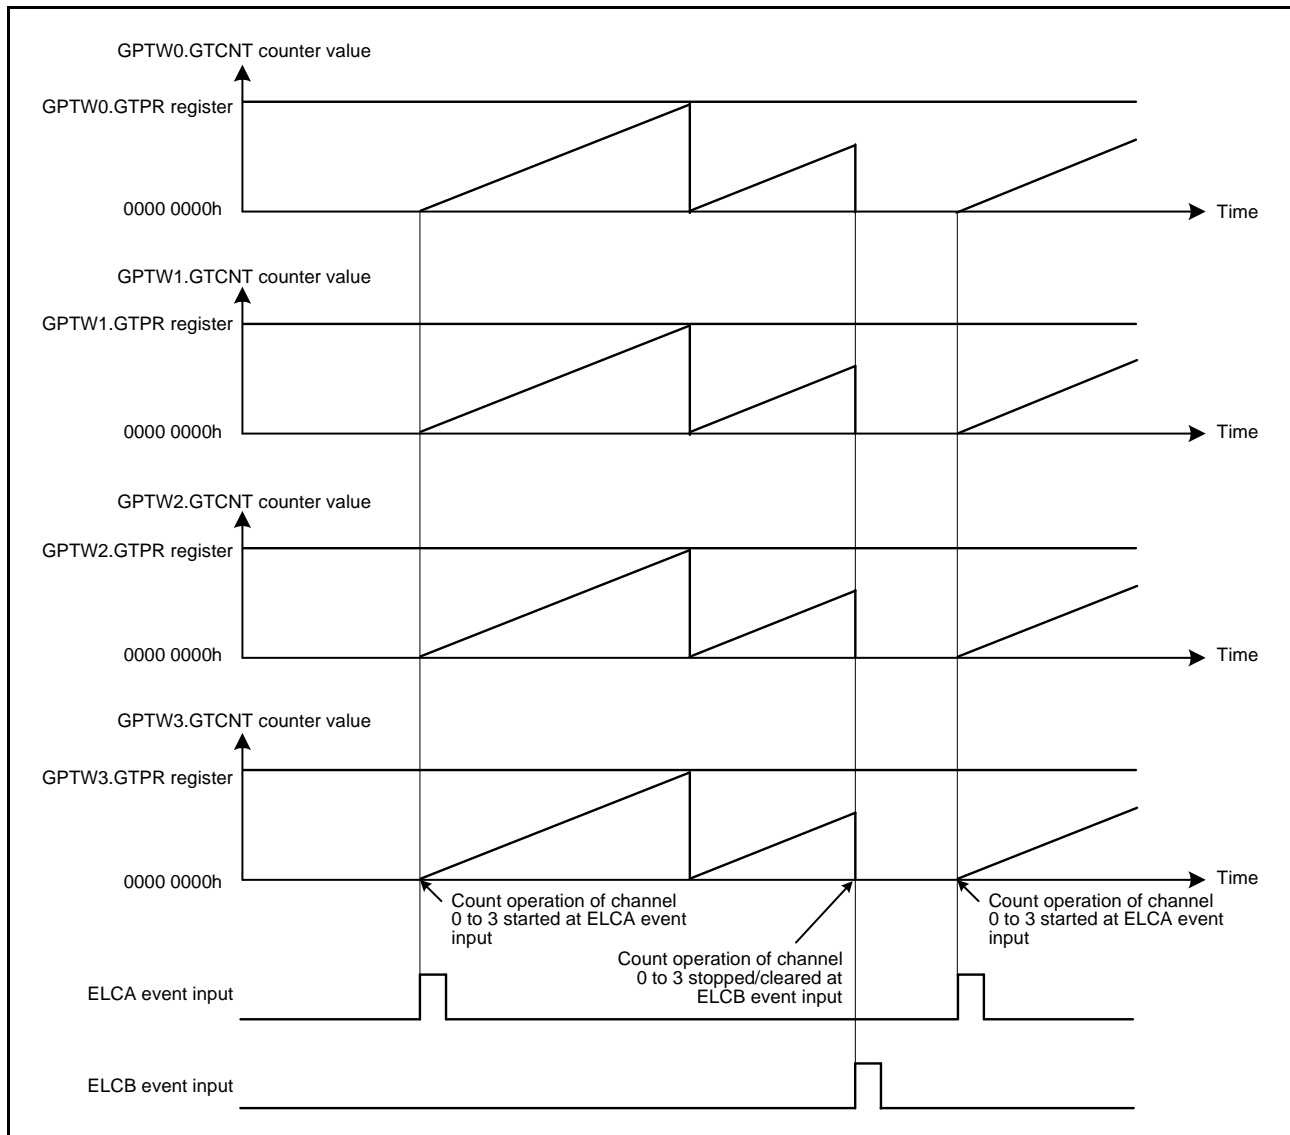 GPTW0.GTCNT counter value
GPTW0.GTPR register
0000 0000h
Time
GPTW1.GTCNT counter value
GPTW1.GTPR register
0000 0000h
Time
GPTW2.GTCNT counter value
GPTW2.GTPR register
0000 0000h
Time
GPTW3.GTCNT counter value
GPTW3.GTPR register
0000 0000h
Time
Count operation of channel
0 to 3 started at ELCA event
input
Count operation of channel
0 to 3 stopped/cleared at
ELCB event input
Count operation of channel
0 to 3 started at ELCA event
input
ELCA event input
ELCB event input